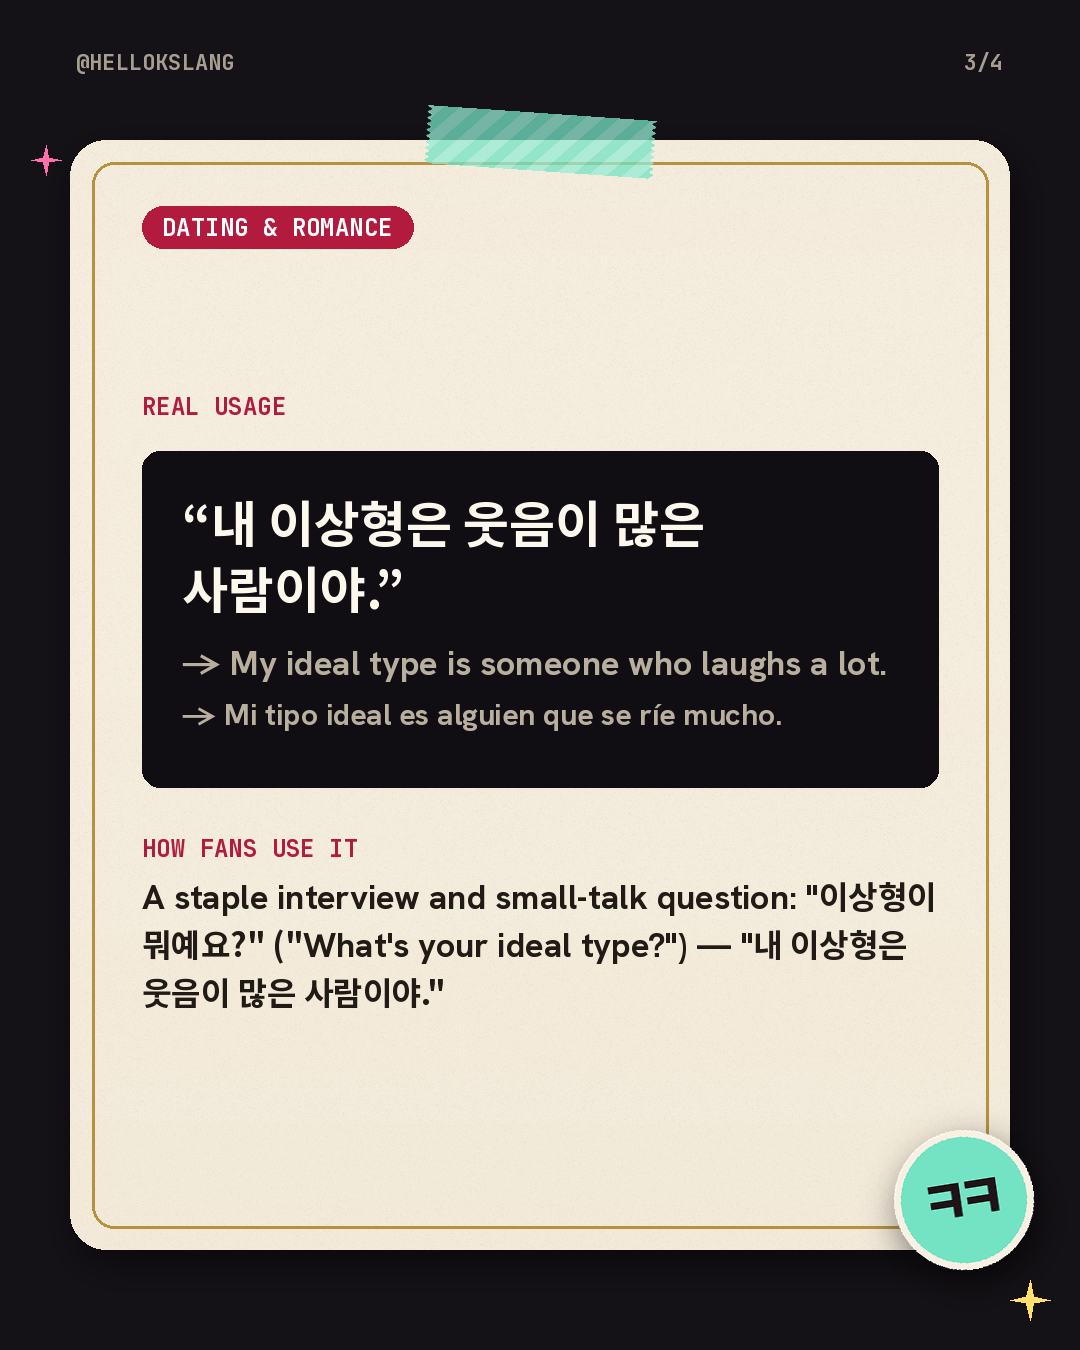 @HELLOKSLANG
3/4
DATING & ROMANCE
REAL USAGE
“내 이상형은 웃음이 많은
사람이야.”
→ My ideal type is someone who laughs a lot.
→ Mi tipo ideal es alguien que se ríe mucho.
HOW FANS USE IT
A staple interview and small-talk question: "이상형이
뭐예요?" ("What's your ideal type?") — "내 이상형은
웃음이 많은 사람이야."
ㅋㅋ